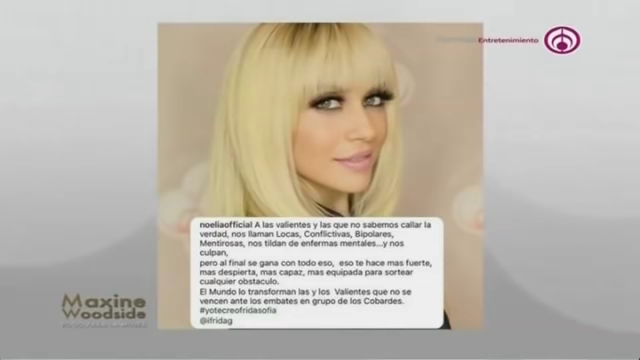 Entretenimiento
noeliaofficial A las valientes y las que no sabemos callar la
verdad, nos llaman Locas, Conflictivas, Bipolares,
Mentirosas, nos tildan de enfermas mentales...y nos
culpan,
pero al final se gana con todo eso,  eso te hace mas fuerte,
mas despierta, mas capaz, mas equipada para sortear
cualquier obstaculo.
El Mundo lo transforman las y los  Valientes que no se
vencen ante los embates en grupo de los Cobardes.
#yotecreofridasofia
@ifridag
Maxine
Woodside